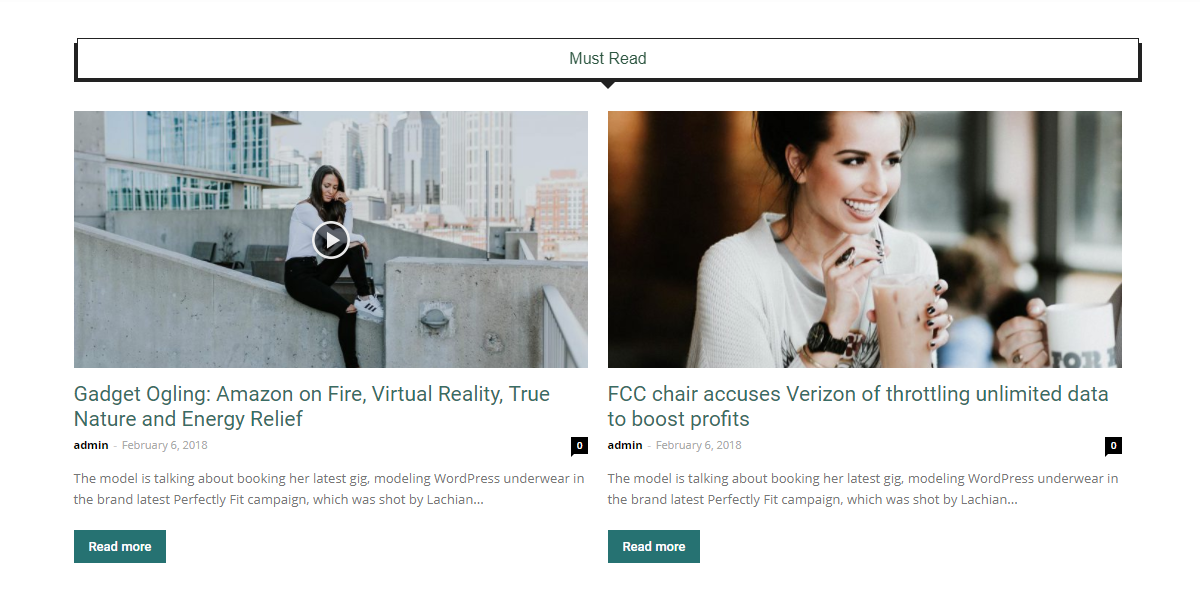 Must Read
Gadget Ogling: Amazon on Fire, Virtual Reality, True
Nature and Energy Relief
admin - February 6, 2018
0
The model is talking about booking her latest gig, modeling WordPress underwear in
the brand latest Perfectly Fit campaign, which was shot by Lachian...
Read more
FCC chair accuses Verizon of throttling unlimited data
to boost profits
admin - February 6, 2018
0
The model is talking about booking her latest gig, modeling WordPress underwear in
the brand latest Perfectly Fit campaign, which was shot by Lachian...
Read more